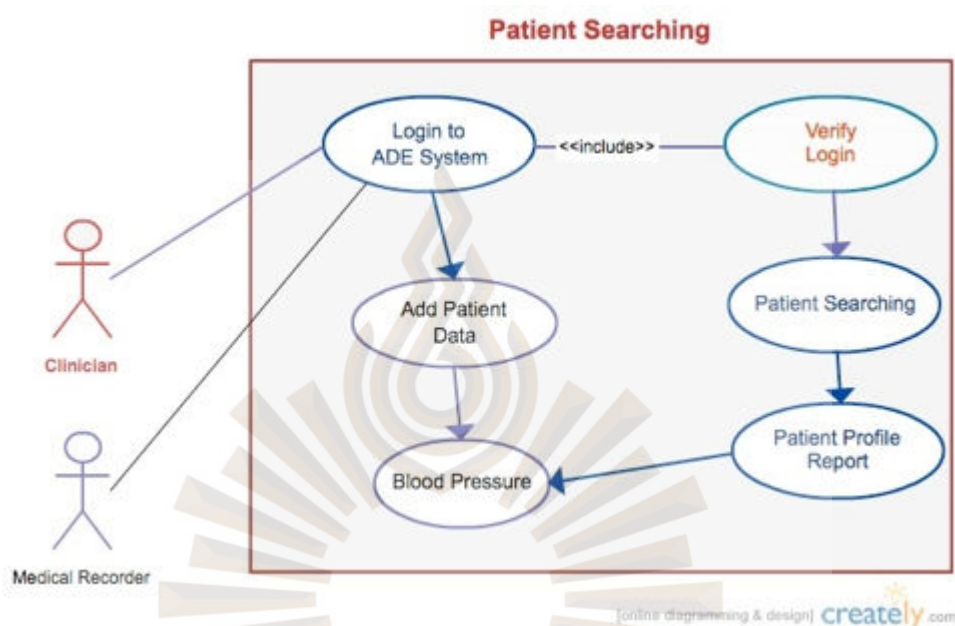 Patient Searching
Login to
ADE System
<<include>>
Verify
Login
Clinician
Add Patient
Data
Patient Searching
Blood Pressure
Patient Profile
Report
Medical Recorder
[online diagramming & design] creately.com